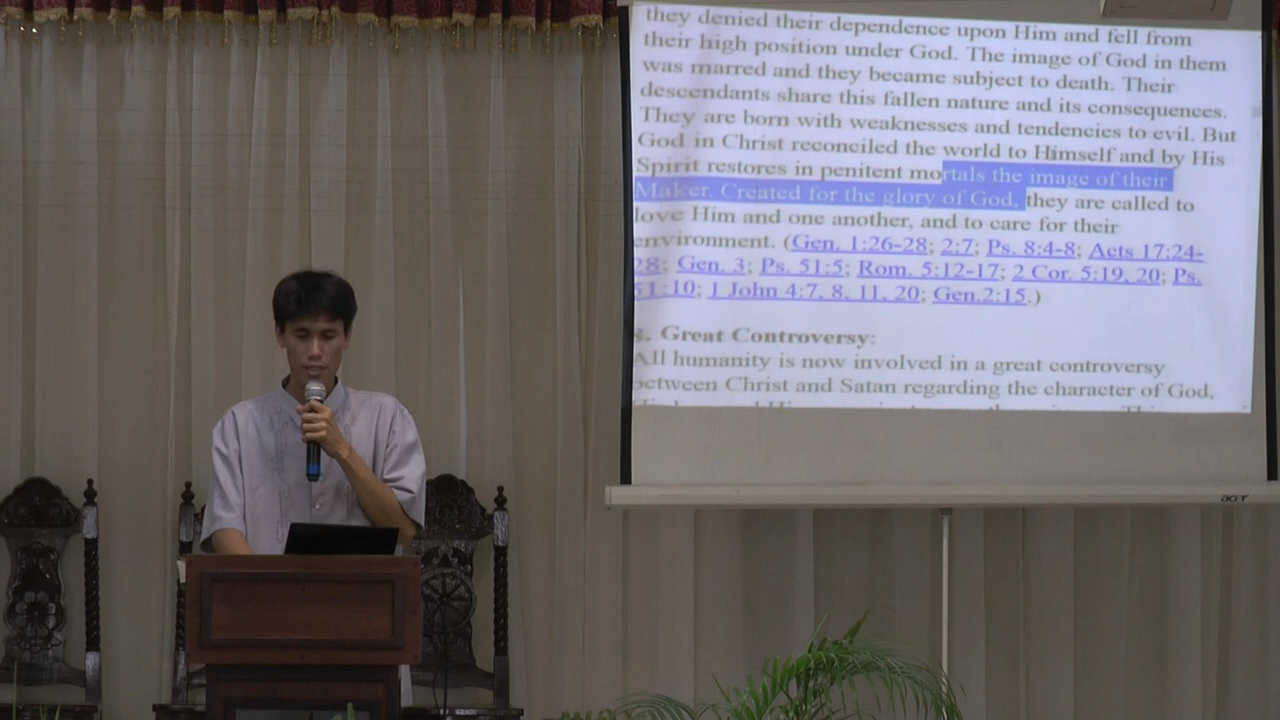 they denied their dependence upon Him and fell from
their high position under God. The image of God in them
was marred and they became subject to death. Their
descendants share this fallen nature and its consequences.
They are born with weaknesses and tendencies to evil. But
God in Christ reconciled the world to Himself and by His
Spirit restores in penitent mortals the image of their
Maker. Created for the glory of God, they are called to
love Him and one another, and to care for their
environment. (Gen. 1:26-28; 2:7; Ps. 8:4-8; Acts 17:24-
28; Gen. 3; Ps. 51:5; Rom. 5:12-17; 2 Cor. 5:19, 20; Ps.
51:10; 1 John 4:7, 8, 11, 20; Gen.2:15.)
Great Controversy:
All humanity is now involved in a great controversy
between Christ and Satan regarding the character of God,
acer